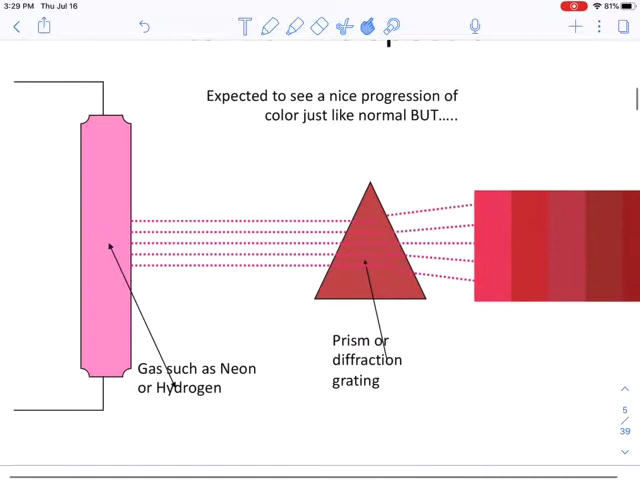 3:29 PM Thu Jul 16
81%
Expected to see a nice progression of
color just like normal BUT…..
Gas such as Neon
or Hydrogen
Prism or
diffraction
grating
5
/
39